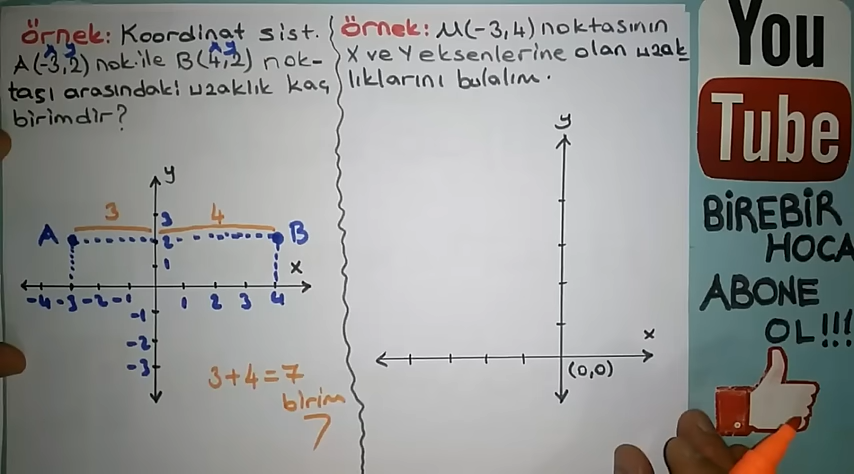 örnek: Koordinat sist.
A(-3,2) nok.ile B(4,2) nok-
tası arasındaki uzaklık kaç
birimdir?
y
3 4
3
A B
2
1
x
-4 -3 -2 -1 1 2 3 4
-1
-2
-3
3+4=7
birim
7
örnek: M(-3,4) noktasının
X ve Y eksenlerine olan uzak
lıklarını bulalım.
y
x
(0,0)
You
Tube
BİREBİR
HOCA
ABONE
OL!!!